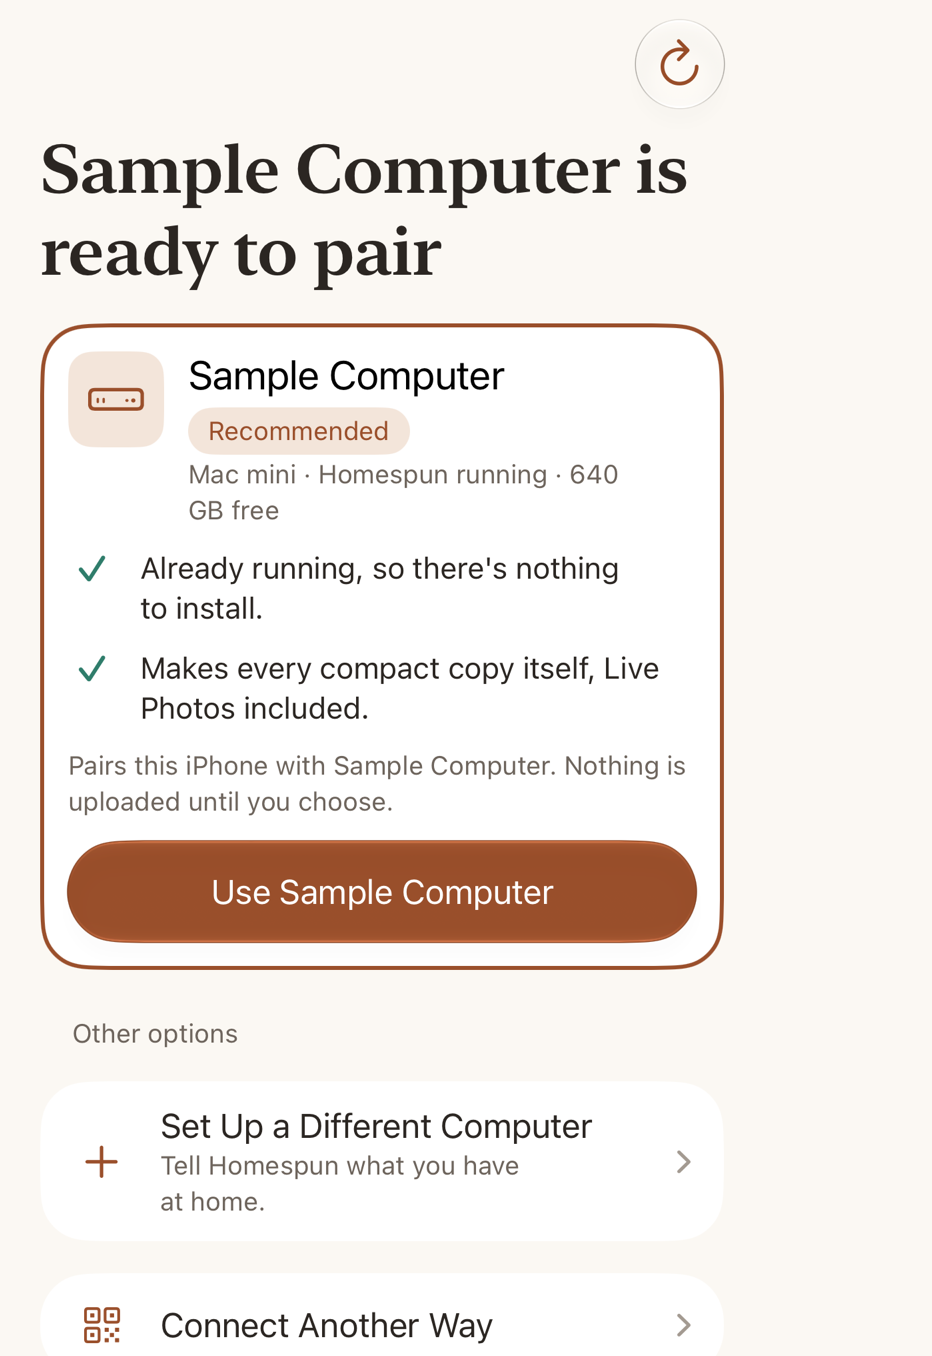 Sample Computer is
ready to pair
Sample Computer
Recommended
Mac mini · Homespun running · 640
GB free
Already running, so there's nothing
to install.
Makes every compact copy itself, Live
Photos included.
Pairs this iPhone with Sample Computer. Nothing is
uploaded until you choose.
Use Sample Computer
Other options
Set Up a Different Computer
Tell Homespun what you have
at home.
Connect Another Way